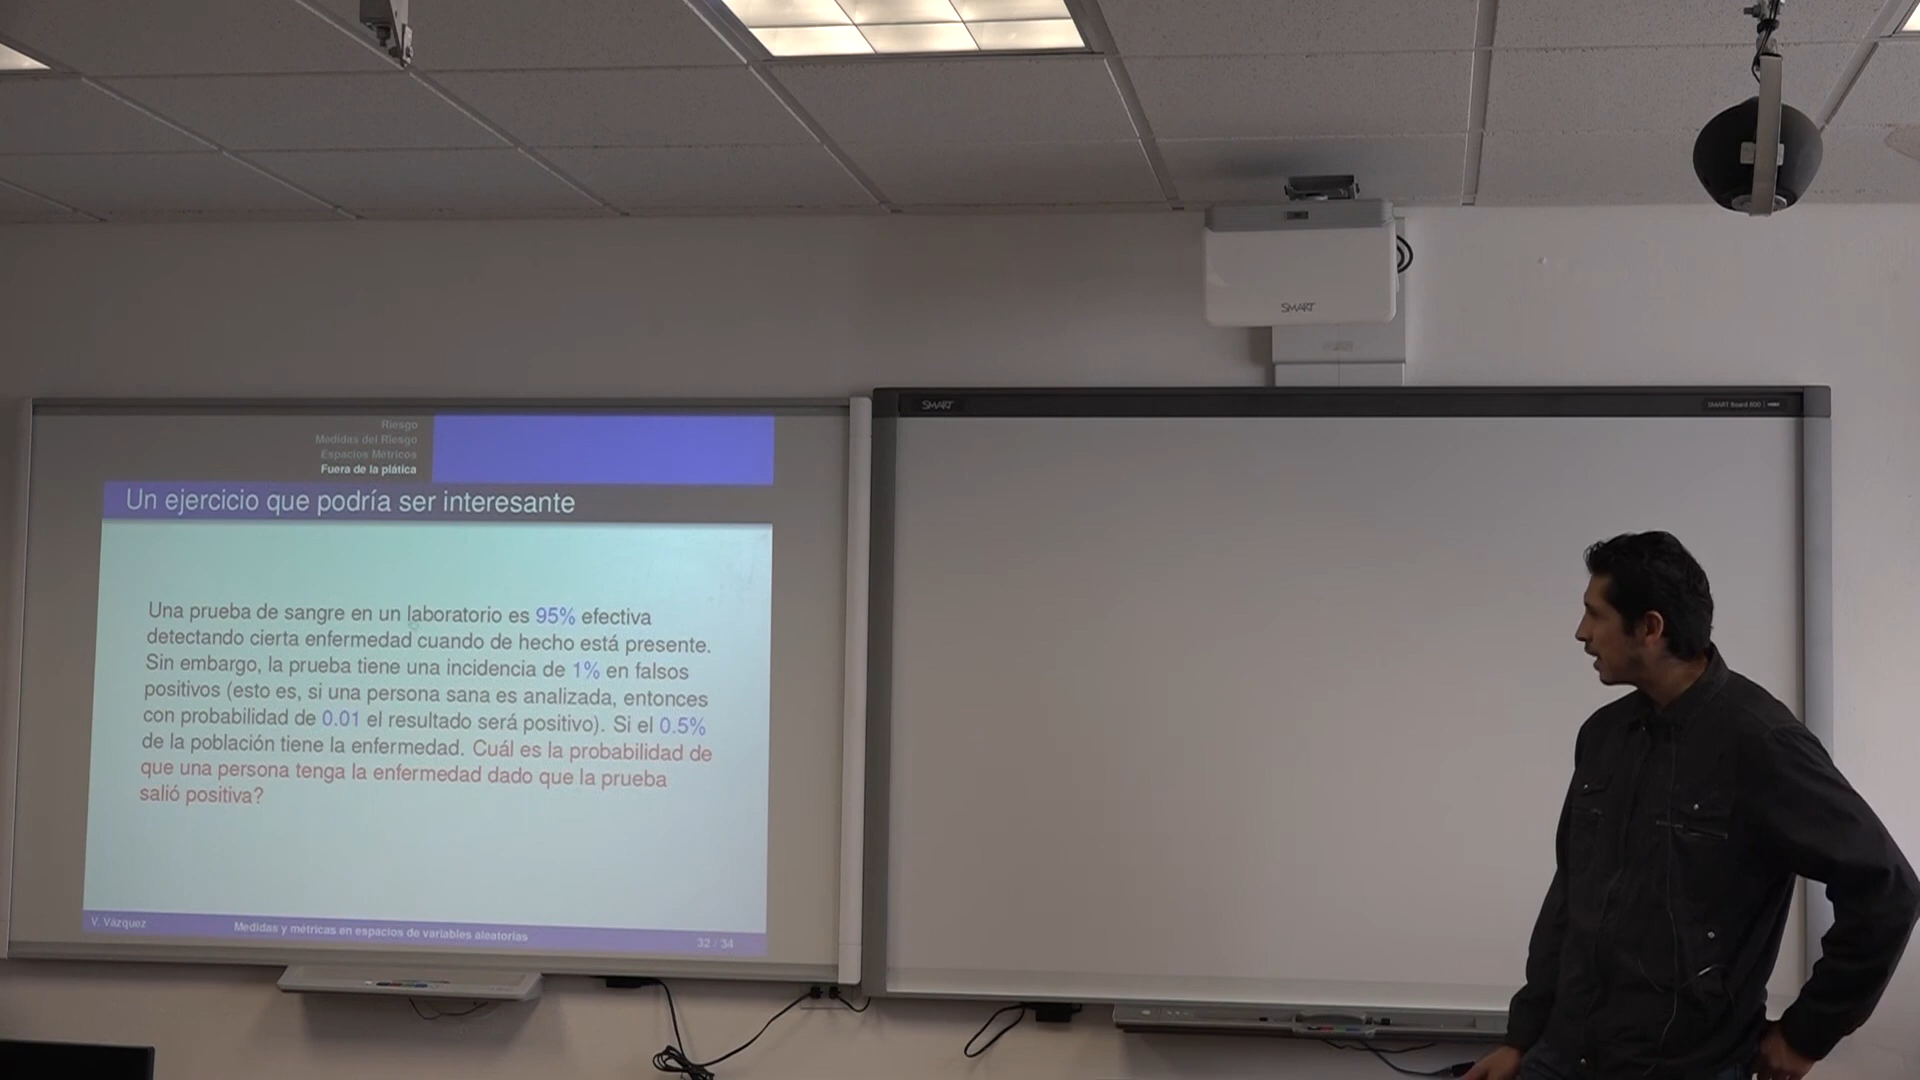 SMART
SMART
SMART Board 800
Riesgo
Medidas del Riesgo
Espacios Métricos
Fuera de la plática
Un ejercicio que podría ser interesante
Una prueba de sangre en un laboratorio es 95% efectiva
detectando cierta enfermedad cuando de hecho está presente.
Sin embargo, la prueba tiene una incidencia de 1% en falsos
positivos (esto es, si una persona sana es analizada, entonces
con probabilidad de 0.01 el resultado será positivo). Si el 0.5%
de la población tiene la enfermedad. Cuál es la probabilidad de
que una persona tenga la enfermedad dado que la prueba
salió positiva?
V. Vázquez
Medidas y métricas en espacios de variables aleatorias
32 / 34